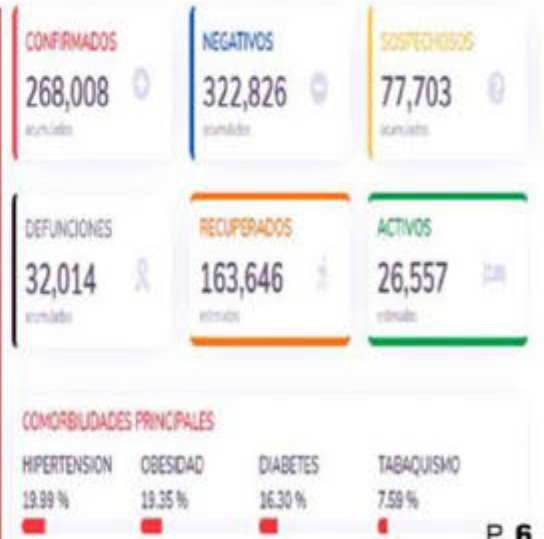 CONFIRMADOS NEGATIVOS SOSPECHOSOS
268,008 322,826 77,703
acumulados acumulados acumulados
DEFUNCIONES RECUPERADOS ACTIVOS
32,014 163,646 26,557
acumulados estimados estimados
COMORBILIDADES PRINCIPALES
HIPERTENSION OBESIDAD DIABETES TABAQUISMO
19.99 % 19.35 % 16.30 % 7.59 %
P. 6